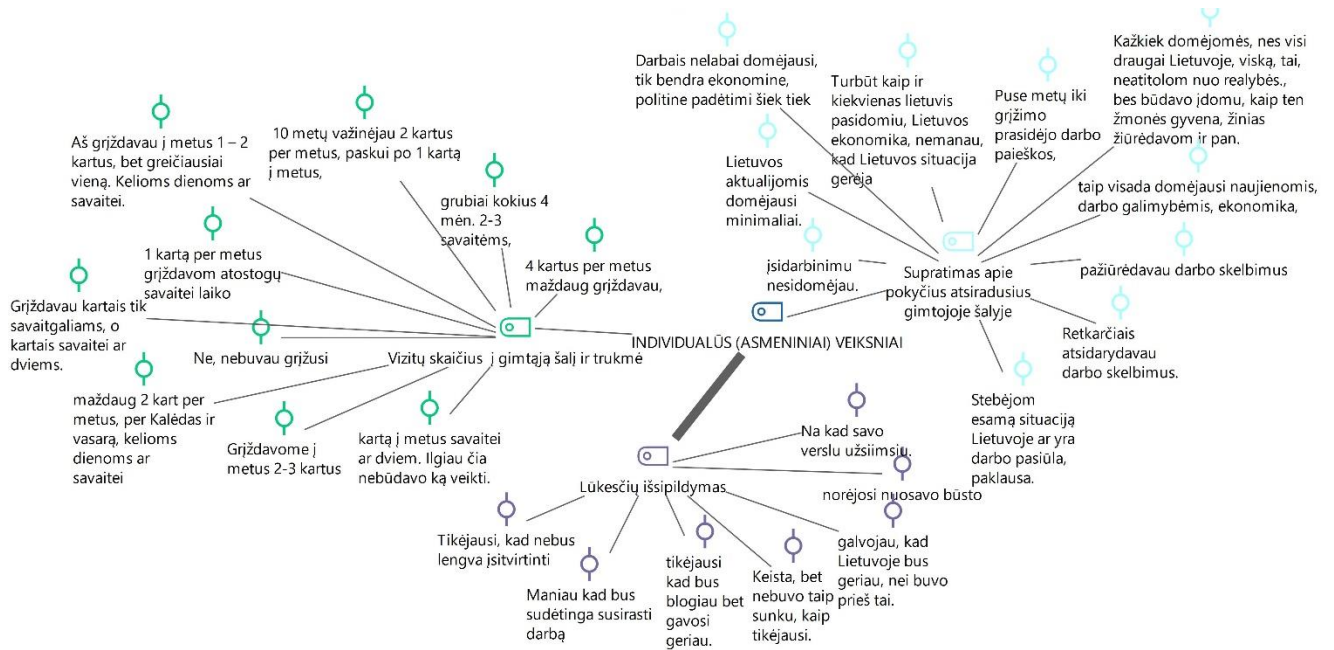 Darbais nelabai domėjausi,
tik bendra ekonomine,
politine padėtimi šiek tiek
Turbūt kaip ir
kiekvienas lietuvis
pasidomiu, Lietuvos
ekonomika, nemanau,
kad Lietuvos situacija
gerėja
Puse metų iki
grįžimo
prasidėjo darbo
paieškos,
Kažkiek domėjomės, nes visi
draugai Lietuvoje, viską, tai,
neatitolom nuo realybės.,
bes būdavo įdomu, kaip ten
žmonės gyvena, žinias
žiūrėdavom ir pan.
Aš grįždavau į metus 1 – 2
kartus, bet greičiausiai
vieną. Kelioms dienoms ar
savaitei.
10 metų važinėjau 2 kartus
per metus, paskui po 1 kartą
į metus,
Lietuvos
aktualijomis
domėjausi
minimaliai.
taip visada domėjausi naujienomis,
darbo galimybėmis, ekonomika,
grubiai kokius 4
mėn. 2-3
savaitėms,
1 kartą per metus
grįždavom atostogų
savaitei laiko
4 kartus per metus
maždaug grįždavau,
įsidarbinimu
nesidomėjau.
Supratimas apie
pokyčius atsiradusius
gimtojoje šalyje
pažiūrėdavau darbo skelbimus
Grįždavau kartais tik
savaitgaliams, o
kartais savaitei ar
dviems.
Ne, nebuvau grįžusi
Vizitų skaičius į gimtąją šalį ir trukmė
INDIVIDUALŪS (ASMENINIAI) VEIKSNIAI
Retkarčiais
atsidarydavau
darbo skelbimus.
maždaug 2 kart per
metus, per Kalėdas ir
vasarą, kelioms
dienoms ar
savaitei
Grįždavome į
metus 2-3 kartus
kartą į metus savaitei
ar dviem. Ilgiau čia
nebūdavo ką veikti.
Stebėjom
esamą situaciją
Lietuvoje ar yra
darbo pasiūla,
paklausa.
Na kad savo
verslu užsiimsiu.
Lūkesčių išsipildymas
norėjosi nuosavo būsto
Tikėjausi, kad nebus
lengva įsitvirtinti
Maniau kad bus
sudėtinga susirasti
darbą
tikėjausi
kad bus
blogiau bet
gavosi
geriau.
Keista, bet
nebuvo taip
sunku, kaip
tikėjausi.
galvojau, kad
Lietuvoje bus
geriau, nei buvo
prieš tai.